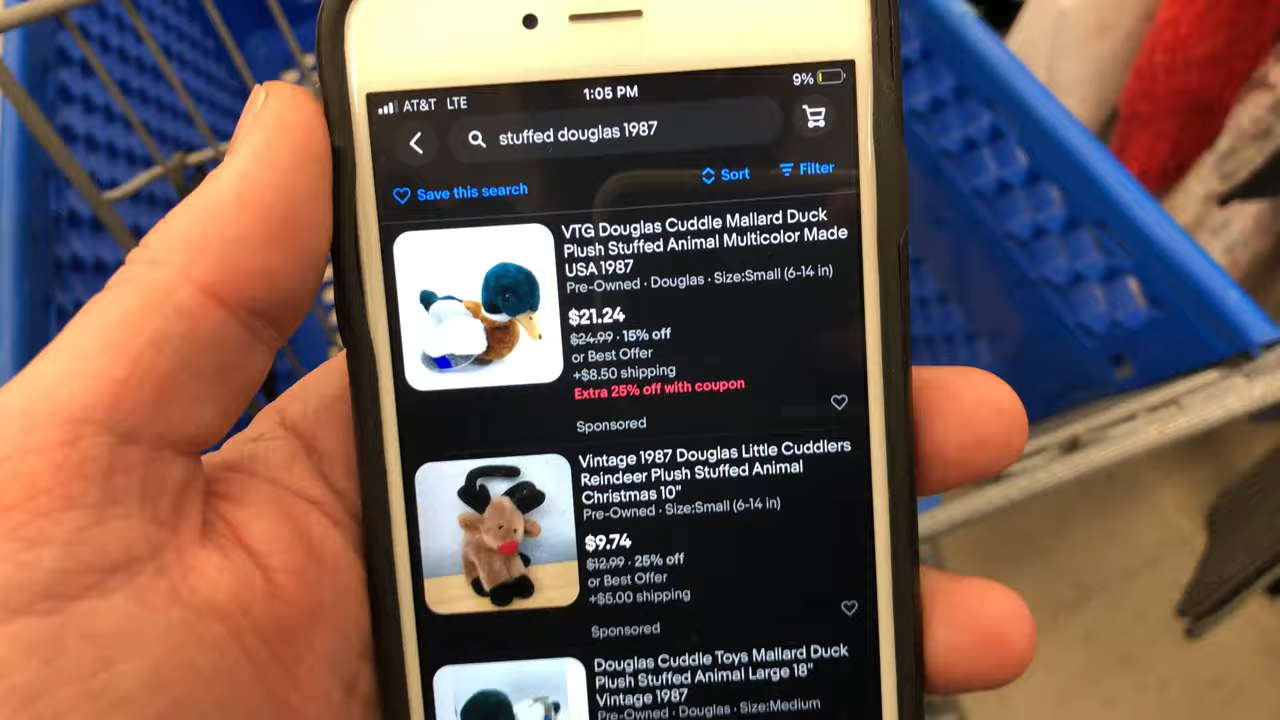 AT&T LTE 1:05 PM 9%
stuffed douglas 1987
Save this search Sort Filter
VTG Douglas Cuddle Mallard Duck
Plush Stuffed Animal Multicolor Made
USA 1987
Pre-Owned · Douglas · Size:Small (6-14 in)
$21.24
$24.99 · 15% off
or Best Offer
+$8.50 shipping
Extra 25% off with coupon
Sponsored
Vintage 1987 Douglas Little Cuddlers
Reindeer Plush Stuffed Animal
Christmas 10"
Pre-Owned · Size:Small (6-14 in)
$9.74
$12.99 · 25% off
or Best Offer
+$5.00 shipping
Sponsored
Douglas Cuddle Toys Mallard Duck
Plush Stuffed Animal Large 18"
Vintage 1987
Pre-Owned · Douglas · Size:Medium